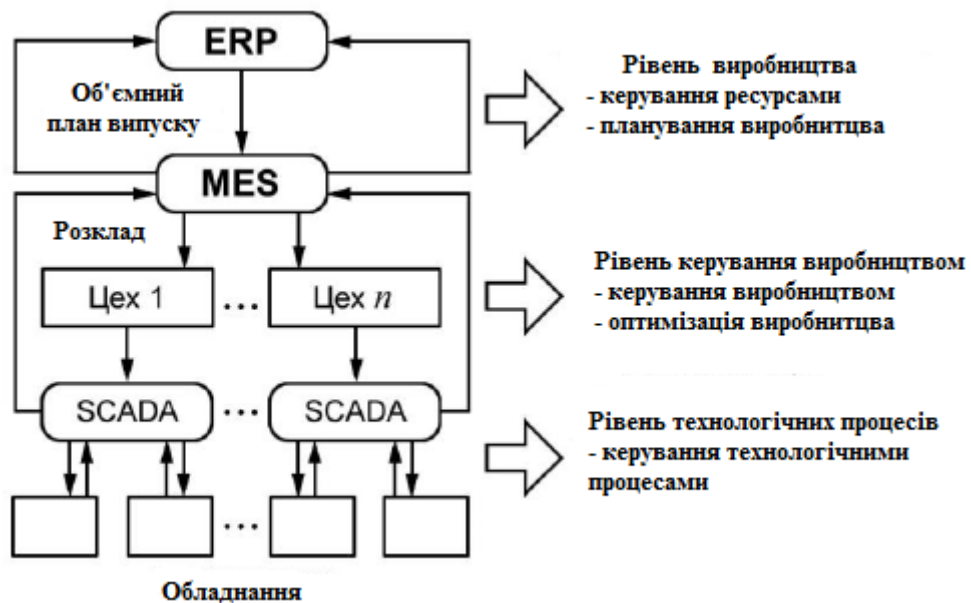 ERP
Об'ємний
план випуску
Рівень виробництва
- керування ресурсами
- планування виробнитцва
MES
Розклад
Цех 1
...
Цех n
Рівень керування виробництвом
- керування виробництвом
- оптимізація виробнитцва
SCADA
...
SCADA
Рівень технологічних процесів
- керування технологічними
процесами
...
Обладнання